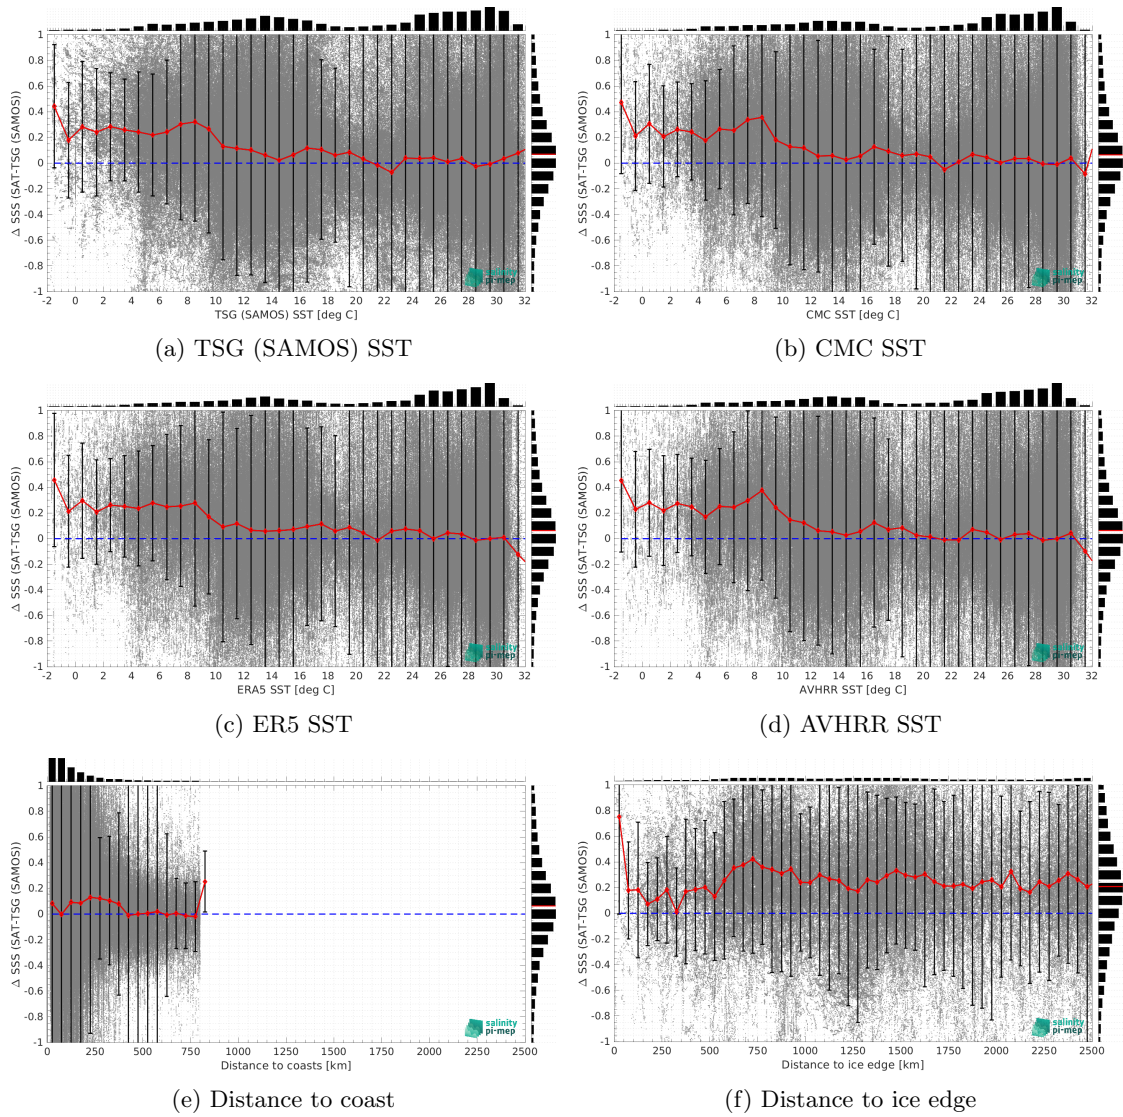 1
0.8
0.6
0.4
0.2
0
-0.2
-0.4
-0.6
-0.8
-1
Δ SSS (SAT-TSG (SAMOS))
salinity
pi-mep
-2 0 2 4 6 8 10 12 14 16 18 20 22 24 26 28 30 32
TSG (SAMOS) SST [deg C]
(a) TSG (SAMOS) SST
1
0.8
0.6
0.4
0.2
0
-0.2
-0.4
-0.6
-0.8
-1
Δ SSS (SAT-TSG (SAMOS))
salinity
pi-mep
-2 0 2 4 6 8 10 12 14 16 18 20 22 24 26 28 30 32
CMC SST [deg C]
(b) CMC SST
1
0.8
0.6
0.4
0.2
0
-0.2
-0.4
-0.6
-0.8
-1
Δ SSS (SAT-TSG (SAMOS))
salinity
pi-mep
-2 0 2 4 6 8 10 12 14 16 18 20 22 24 26 28 30 32
ERA5 SST [deg C]
(c) ER5 SST
1
0.8
0.6
0.4
0.2
0
-0.2
-0.4
-0.6
-0.8
-1
Δ SSS (SAT-TSG (SAMOS))
salinity
pi-mep
-2 0 2 4 6 8 10 12 14 16 18 20 22 24 26 28 30 32
AVHRR SST [deg C]
(d) AVHRR SST
1
0.8
0.6
0.4
0.2
0
-0.2
-0.4
-0.6
-0.8
-1
Δ SSS (SAT-TSG (SAMOS))
salinity
pi-mep
0 250 500 750 1000 1250 1500 1750 2000 2250 2500
Distance to coasts [km]
(e) Distance to coast
1
0.8
0.6
0.4
0.2
0
-0.2
-0.4
-0.6
-0.8
-1
Δ SSS (SAT-TSG (SAMOS))
salinity
pi-mep
0 250 500 750 1000 1250 1500 1750 2000 2250 2500
Distance to ice edge [km]
(f) Distance to ice edge